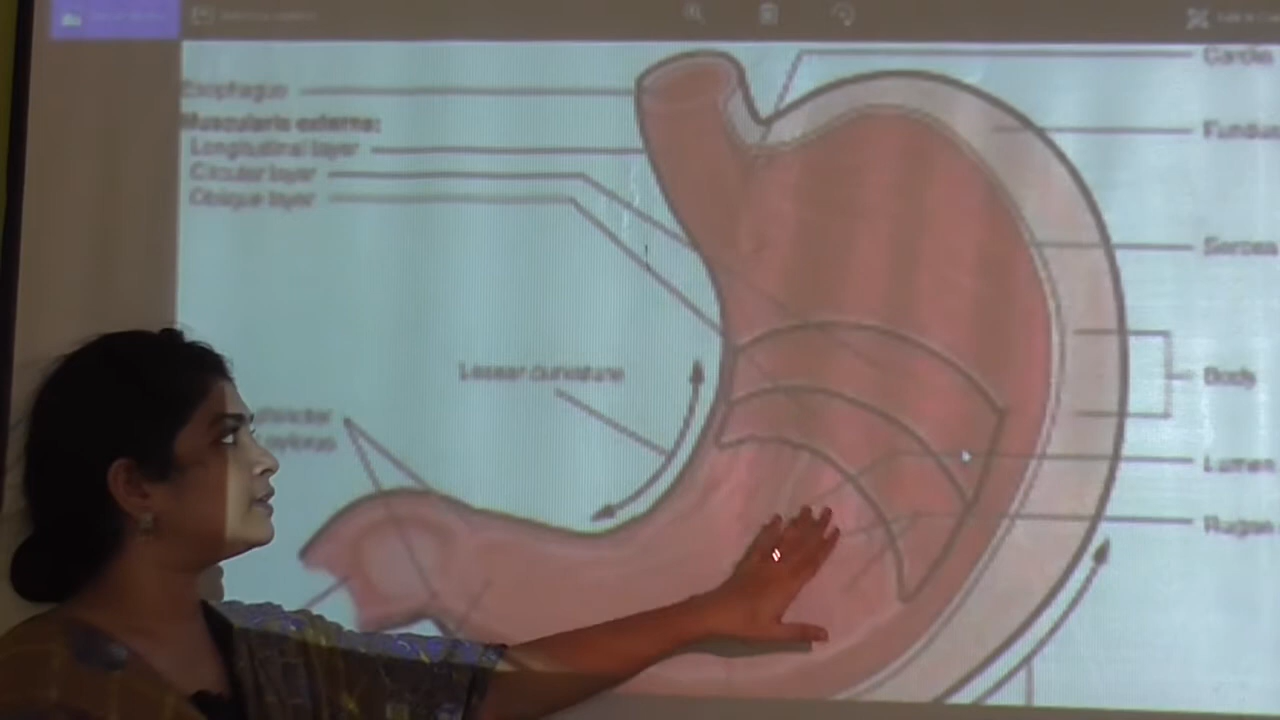 Esophagus
Muscularis externa:
Longitudinal layer
Circular layer
Oblique layer
Lesser curvature
Cardia
Fundus
Serosa
Body
Lumen
Rugae